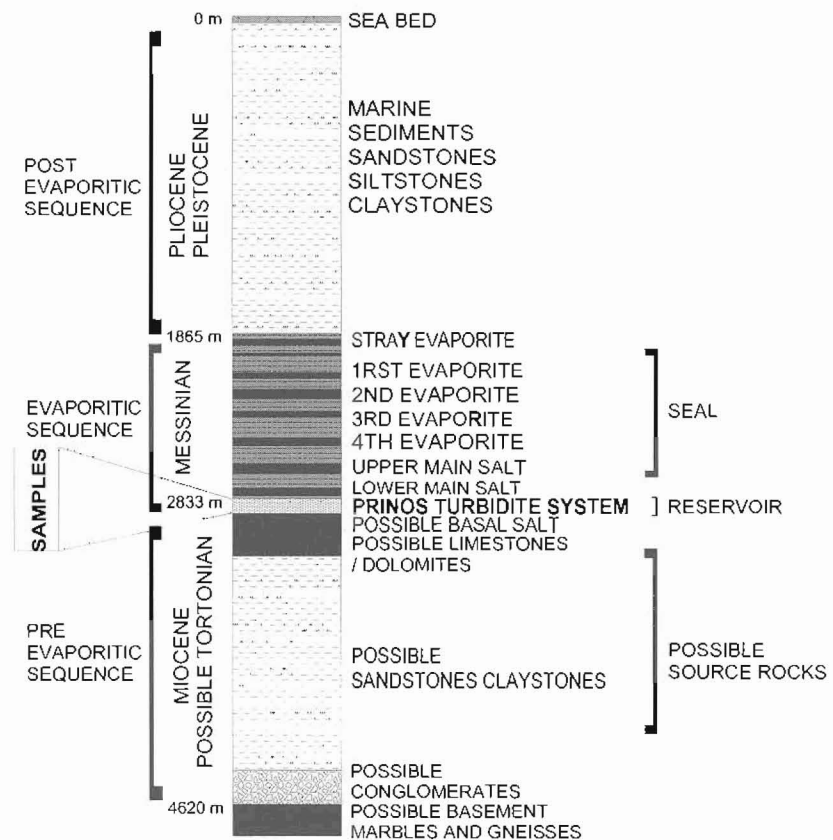 0 m
SEA BED
POST
EVAPORITIC
SEQUENCE
PLIOCENE
PLEISTOCENE
MARINE
SEDIMENTS
SANDSTONES
SILTSTONES
CLAYSTONES
1865 m
STRAY EVAPORITE
EVAPORITIC
SEQUENCE
MESSINIAN
1RST EVAPORITE
2ND EVAPORITE
3RD EVAPORITE
4TH EVAPORITE
UPPER MAIN SALT
LOWER MAIN SALT
SEAL
SAMPLES
2833 m
PRINOS TURBIDITE SYSTEM
RESERVOIR
POSSIBLE BASAL SALT
POSSIBLE LIMESTONES
/ DOLOMITES
PRE
EVAPORITIC
SEQUENCE
MIOCENE
POSSIBLE TORTONIAN
POSSIBLE
SANDSTONES CLAYSTONES
POSSIBLE
SOURCE ROCKS
POSSIBLE
CONGLOMERATES
4620 m
POSSIBLE BASEMENT
MARBLES AND GNEISSES